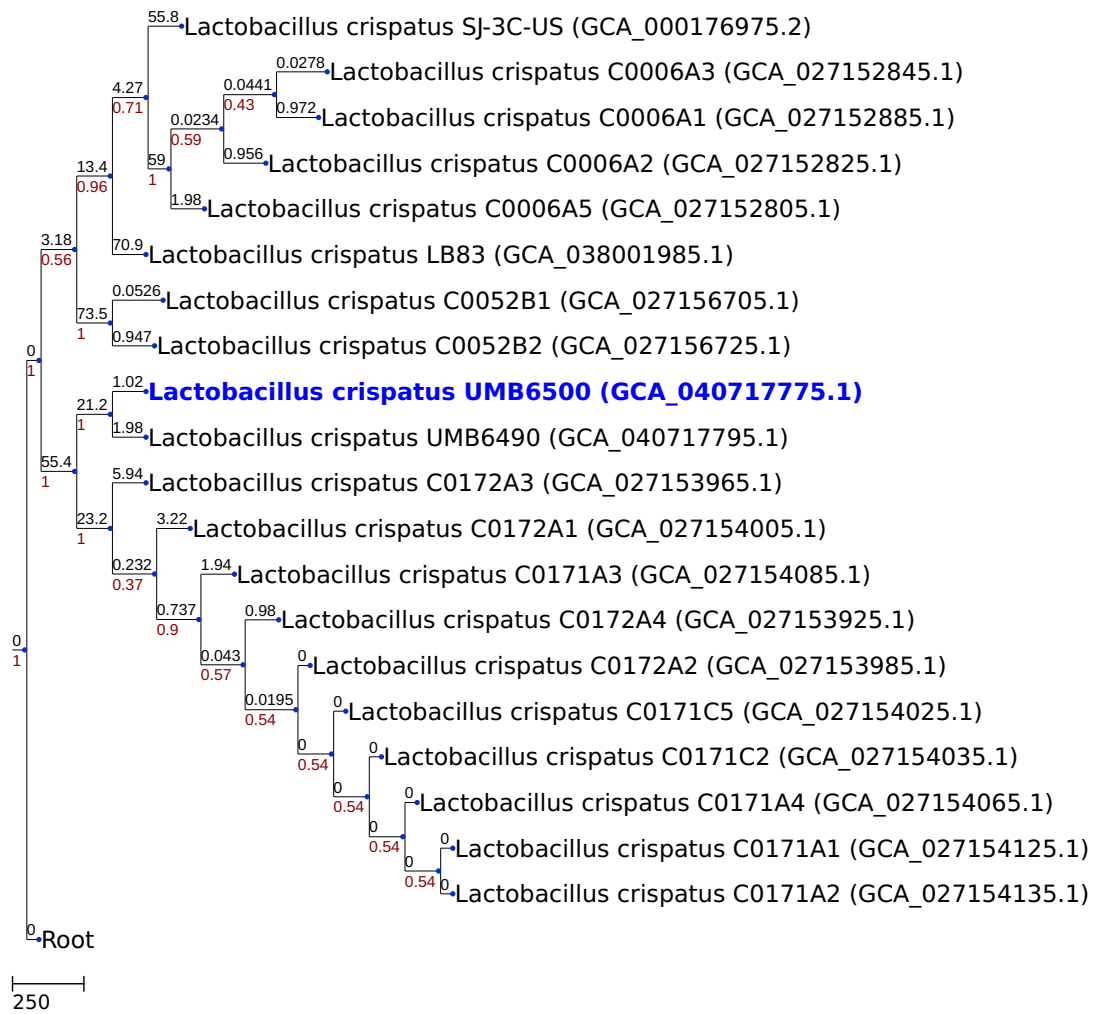 55.8
Lactobacillus crispatus SJ-3C-US (GCA_000176975.2)
0.0278
Lactobacillus crispatus C0006A3 (GCA_027152845.1)
0.0441
4.27
0.43
0.71
0.972
Lactobacillus crispatus C0006A1 (GCA_027152885.1)
0.0234
0.59
0.956
Lactobacillus crispatus C0006A2 (GCA_027152825.1)
59
13.4
1
0.96
1.98
Lactobacillus crispatus C0006A5 (GCA_027152805.1)
3.18
70.9
Lactobacillus crispatus LB83 (GCA_038001985.1)
0.56
0.0526
Lactobacillus crispatus C0052B1 (GCA_027156705.1)
73.5
1
0.947
Lactobacillus crispatus C0052B2 (GCA_027156725.1)
0
1
1.02
Lactobacillus crispatus UMB6500 (GCA_040717775.1)
21.2
1
1.98
Lactobacillus crispatus UMB6490 (GCA_040717795.1)
55.4
1
5.94
Lactobacillus crispatus C0172A3 (GCA_027153965.1)
23.2
1
3.22
Lactobacillus crispatus C0172A1 (GCA_027154005.1)
0.232
0.37
1.94
Lactobacillus crispatus C0171A3 (GCA_027154085.1)
0.737
0.9
0.98
Lactobacillus crispatus C0172A4 (GCA_027153925.1)
0
1
0.043
0.57
0
Lactobacillus crispatus C0172A2 (GCA_027153985.1)
0.0195
0.54
0
Lactobacillus crispatus C0171C5 (GCA_027154025.1)
0
0.54
0
Lactobacillus crispatus C0171C2 (GCA_027154035.1)
0
0.54
0
Lactobacillus crispatus C0171A4 (GCA_027154065.1)
0
0.54
0
Lactobacillus crispatus C0171A1 (GCA_027154125.1)
0
0.54
0
Lactobacillus crispatus C0171A2 (GCA_027154135.1)
0
Root
250